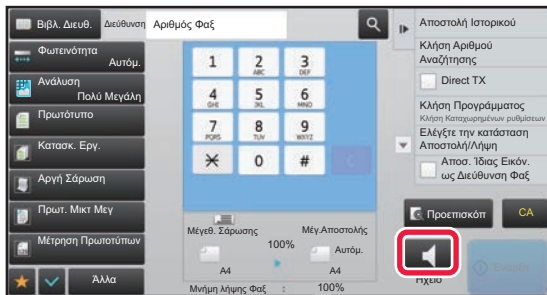 Βιβλ. Διευθ.
Διεύθυνση
Αριθμός Φαξ
Φωτεινότητα
Αυτόμ.
Ανάλυση
Πολύ Μεγάλη
Πρωτότυπο
Κατασκ. Εργ.
Αργή Σάρωση
Πρωτ. Μικτ Μεγ
Μέτρηση Πρωτοτύπων
Άλλα
1
2
ABC
3
DEF
4
GHI
5
JKL
6
MNO
7
PQRS
8
TUV
9
WXYZ
0
#
C
Μέγεθ. Σάρωσης
Μέγ.Αποστολής
100%
Αυτόμ.
A4
A4
Μνήμη λήψης Φαξ : 100%
Αποστολή Ιστορικού
Κλήση Αριθμού
Αναζήτησης
Direct TX
Κλήση Προγράμματος
Κλήση Καταχωρημένων ρυθμίσεων
Ελέγξτε την κατάσταση
Αποστολή/Λήψη
Αποσ. Ίδιας Εικόν.
ως Διεύθυνση Φαξ
Προεπισκόπ
CA
Ηχείο
Έναρξη